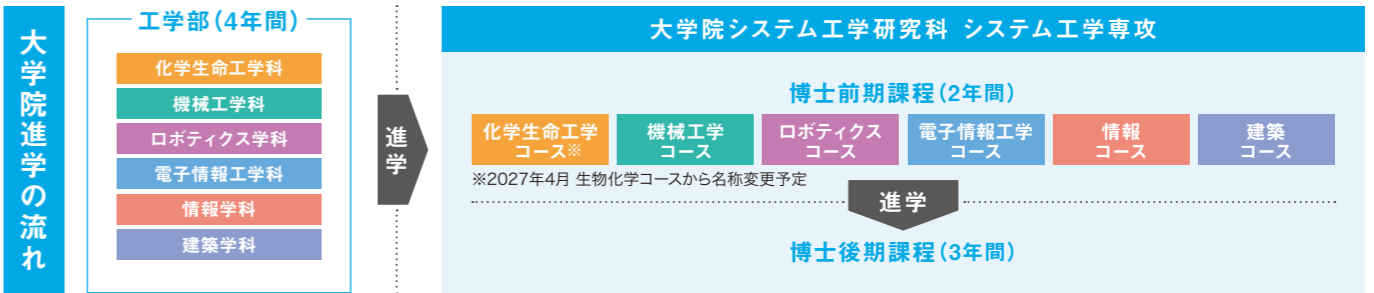 大学院進学の流れ
工学部(4年間)
化学生命工学科
機械工学科
ロボティクス学科
電子情報工学科
情報学科
建築学科
進学
大学院システム工学研究科 システム工学専攻
博士前期課程(2年間)
化学生命工学
コース※
機械工学
コース
ロボティクス
コース
電子情報工学
コース
情報
コース
建築
コース
※2027年4月 生物化学コースから名称変更予定
進学
博士後期課程(3年間)